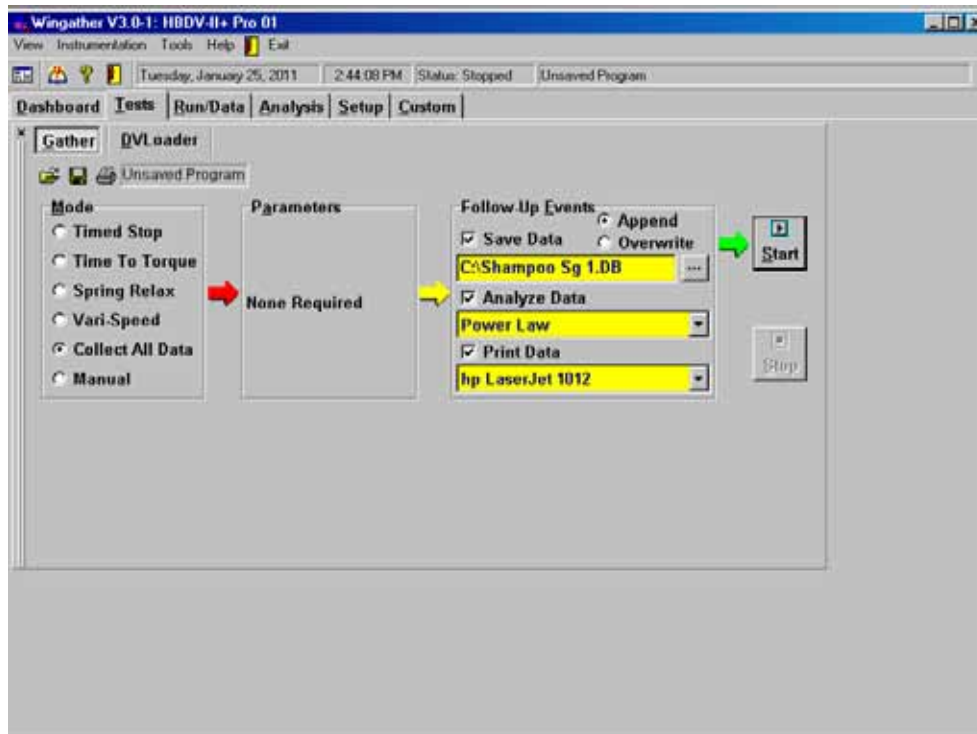 Wingather V3.0-1: HBDV-II+ Pro 01
View Instrumentation Tools Help Exit
Tuesday, January 25, 2011 2:44:08 PM Status: Stopped Unsaved Program
Dashboard Tests Run/Data Analysis Setup Custom
Gather DVLoader
Unsaved Program
Mode
Timed Stop
Time To Torque
Spring Relax
Vari-Speed
Collect All Data
Manual
Parameters
None Required
Follow-Up Events
Append
Save Data Overwrite
C:\Shampoo Sg 1.DB ...
Analyze Data
Power Law
Print Data
hp LaserJet 1012
Start
Stop